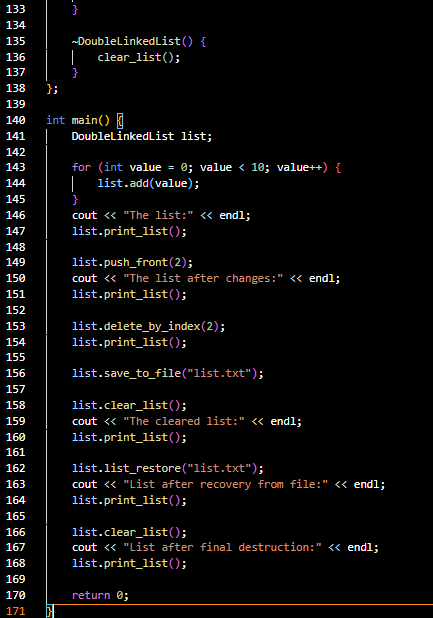 133 }
134
135 ~DoubleLinkedList() {
136 clear_list();
137 }
138 };
139
140 int main() {
141 DoubleLinkedList list;
142
143 for (int value = 0; value < 10; value++) {
144 list.add(value);
145 }
146 cout << "The list:" << endl;
147 list.print_list();
148
149 list.push_front(2);
150 cout << "The list after changes:" << endl;
151 list.print_list();
152
153 list.delete_by_index(2);
154 list.print_list();
155
156 list.save_to_file("list.txt");
157
158 list.clear_list();
159 cout << "The cleared list:" << endl;
160 list.print_list();
161
162 list.list_restore("list.txt");
163 cout << "List after recovery from file:" << endl;
164 list.print_list();
165
166 list.clear_list();
167 cout << "List after final destruction:" << endl;
168 list.print_list();
169
170 return 0;
171 }